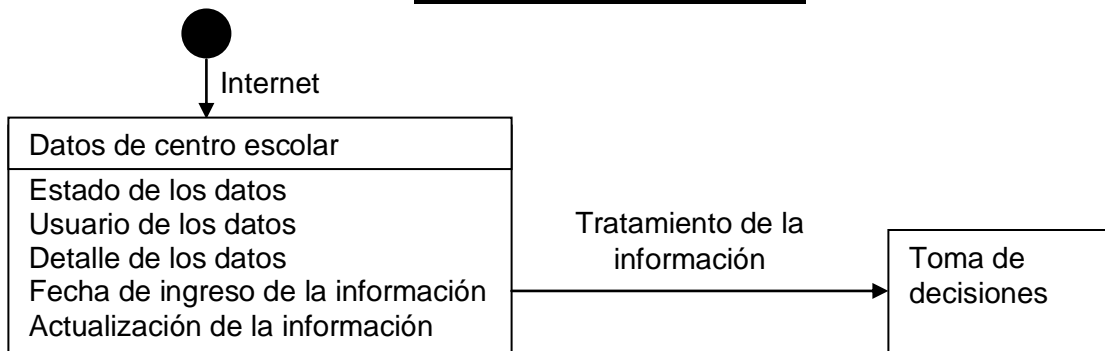 Internet
Datos de centro escolar
Estado de los datos
Usuario de los datos
Detalle de los datos
Fecha de ingreso de la información
Actualización de la información
Tratamiento de la
información
Toma de
decisiones